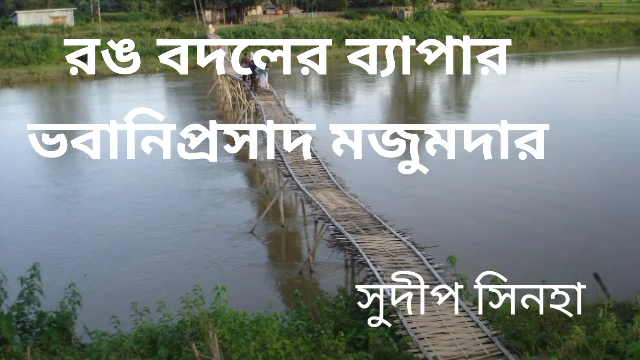 রঙ বদলের ব্যাপার
ভবানিপ্রসাদ মজুমদার
সুদীপ সিনহা